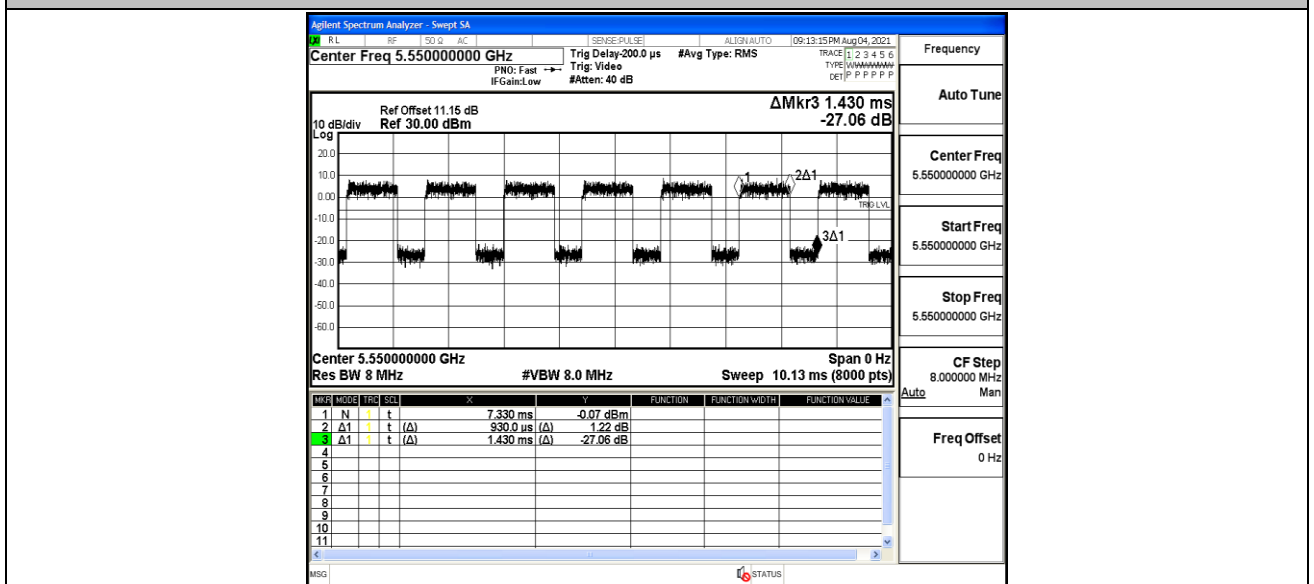 Agilent Spectrum Analyzer - Swept SA
RL RF 50 Ω AC SENSE:PULSE ALIGNAUTO 09:13:15 PM Aug 04, 2021
Center Freq 5.550000000 GHz
PNO: Fast
IFGain:Low
Trig Delay-200.0 µs
Trig: Video
#Atten: 40 dB
#Avg Type: RMS
TRACE 1 2 3 4 5 6
TYPE
DET P P P P P P
ΔMkr3 1.430 ms
-27.06 dB
Ref Offset 11.15 dB
10 dB/div Ref 30.00 dBm
Log
20.0
10.0
0.00
-10.0
-20.0
-30.0
-40.0
-50.0
-60.0
1
2Δ1
TRIG LVL
3Δ1
Center 5.550000000 GHz Span 0 Hz
Res BW 8 MHz #VBW 8.0 MHz Sweep 10.13 ms (8000 pts)
MKR MODE TRC SCL X Y FUNCTION FUNCTION WIDTH FUNCTION VALUE
1 N 1 t 7.330 ms -0.07 dBm
2 Δ1 1 t (Δ) 930.0 µs (Δ) 1.22 dB
3 Δ1 1 t (Δ) 1.430 ms (Δ) -27.06 dB
4
5
6
7
8
9
10
11
MSG STATUS
Frequency
Auto Tune
Center Freq
5.550000000 GHz
Start Freq
5.550000000 GHz
Stop Freq
5.550000000 GHz
CF Step
8.000000 MHz
Auto Man
Freq Offset
0 Hz